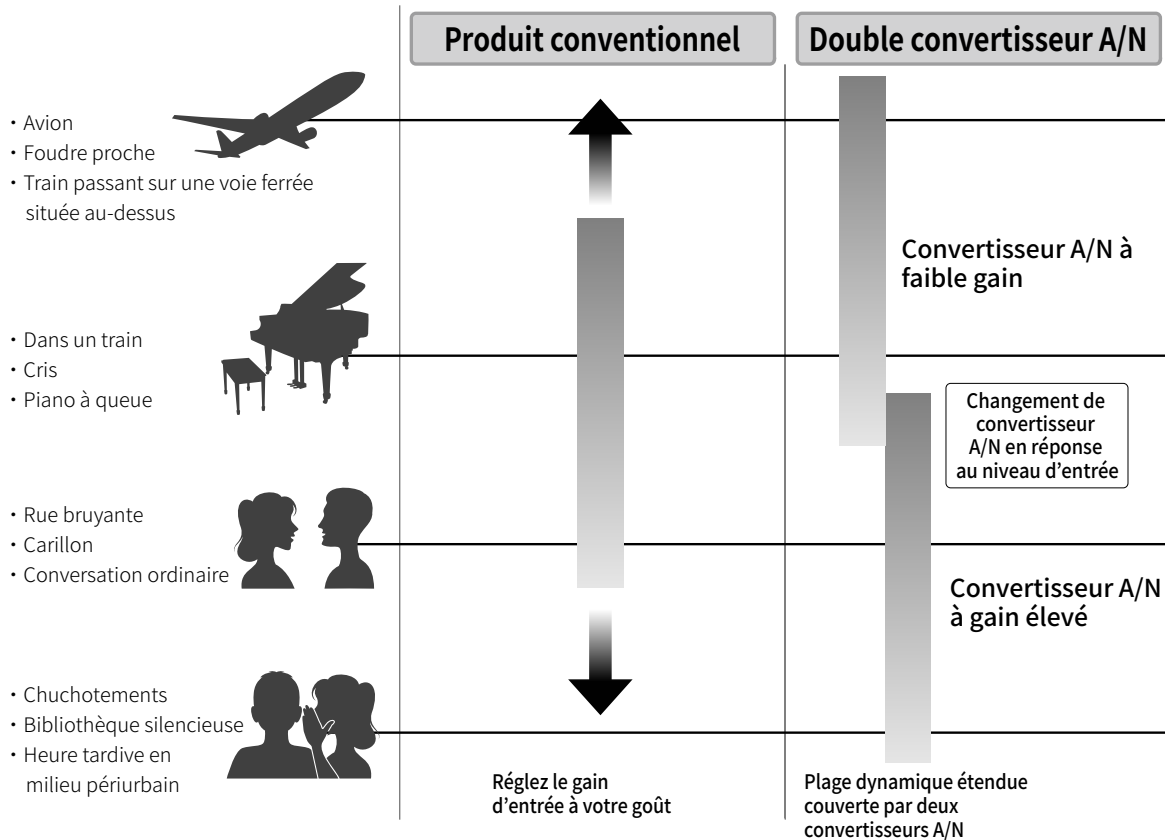 Produit conventionnel
Double convertisseur A/N
・Avion
・Foudre proche
・Train passant sur une voie ferrée
située au-dessus
・Dans un train
・Cris
・Piano à queue
・Rue bruyante
・Carillon
・Conversation ordinaire
・Chuchotements
・Bibliothèque silencieuse
・Heure tardive en
milieu périurbain
Réglez le gain
d’entrée à votre goût
Convertisseur A/N à
faible gain
Changement de
convertisseur
A/N en réponse
au niveau d’entrée
Convertisseur A/N
à gain élevé
Plage dynamique étendue
couverte par deux
convertisseurs A/N